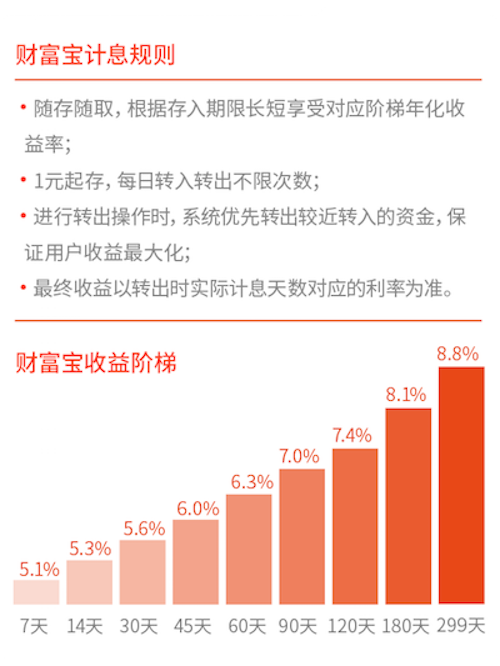 财富宝计息规则
• 随存随取，根据存入期限长短享受对应阶梯年化收
益率；
• 1元起存，每日转入转出不限次数；
• 进行转出操作时，系统优先转出较近转入的资金，保
证用户收益最大化；
• 最终收益以转出时实际计息天数对应的利率为准。
财富宝收益阶梯
5.1% 5.3% 5.6% 6.0% 6.3% 7.0% 7.4% 8.1% 8.8%
7天 14天 30天 45天 60天 90天 120天 180天 299天